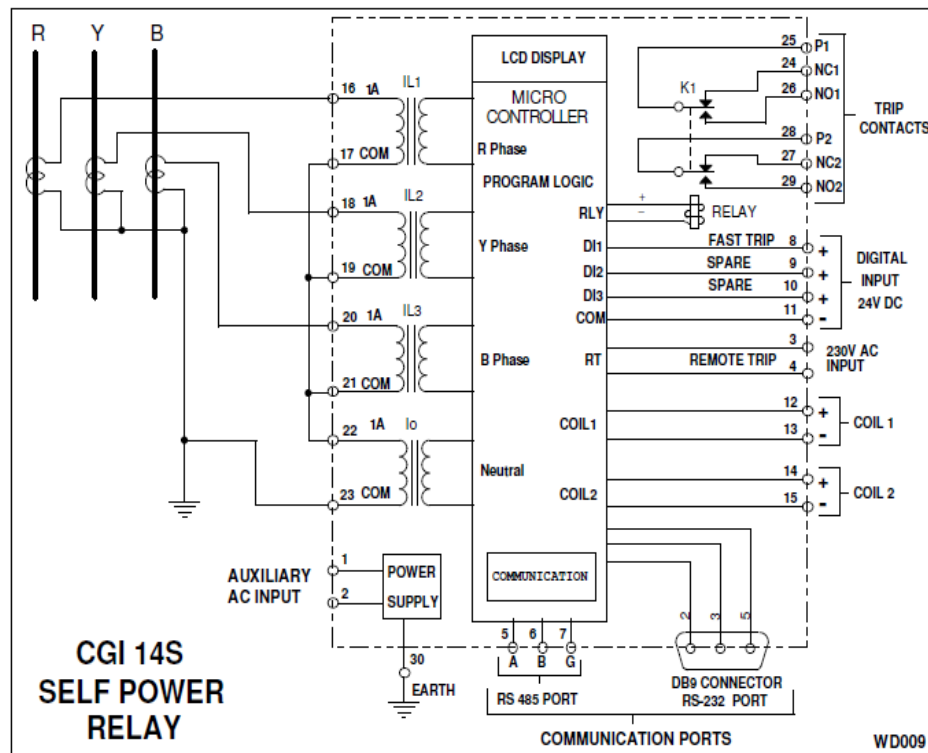 R Y B
16 1A IL1
17 COM
18 1A IL2
19 COM
20 1A IL3
21 COM
22 1A Io
23 COM
LCD DISPLAY
MICRO
CONTROLLER
R Phase
PROGRAM LOGIC
RLY
Y Phase
DI1
DI2
DI3
COM
B Phase
RT
COIL1
Neutral
COIL2
COMMUNICATION
K1
25 P1
24 NC1
26 NO1
28 P2
27 NC2
29 NO2
TRIP
CONTACTS
+
-
RELAY
FAST TRIP 8 +
SPARE 9 +
SPARE 10 +
11 -
DIGITAL
INPUT
24V DC
3
REMOTE TRIP 4
230V AC
INPUT
12 +
13 -
COIL 1
14 +
15 -
COIL 2
AUXILIARY
AC INPUT
1
2
POWER
SUPPLY
30
EARTH
5 6 7
A B G
RS 485 PORT
2 3 5
DB9 CONNECTOR
RS-232 PORT
COMMUNICATION PORTS
CGI 14S
SELF POWER
RELAY
WD009